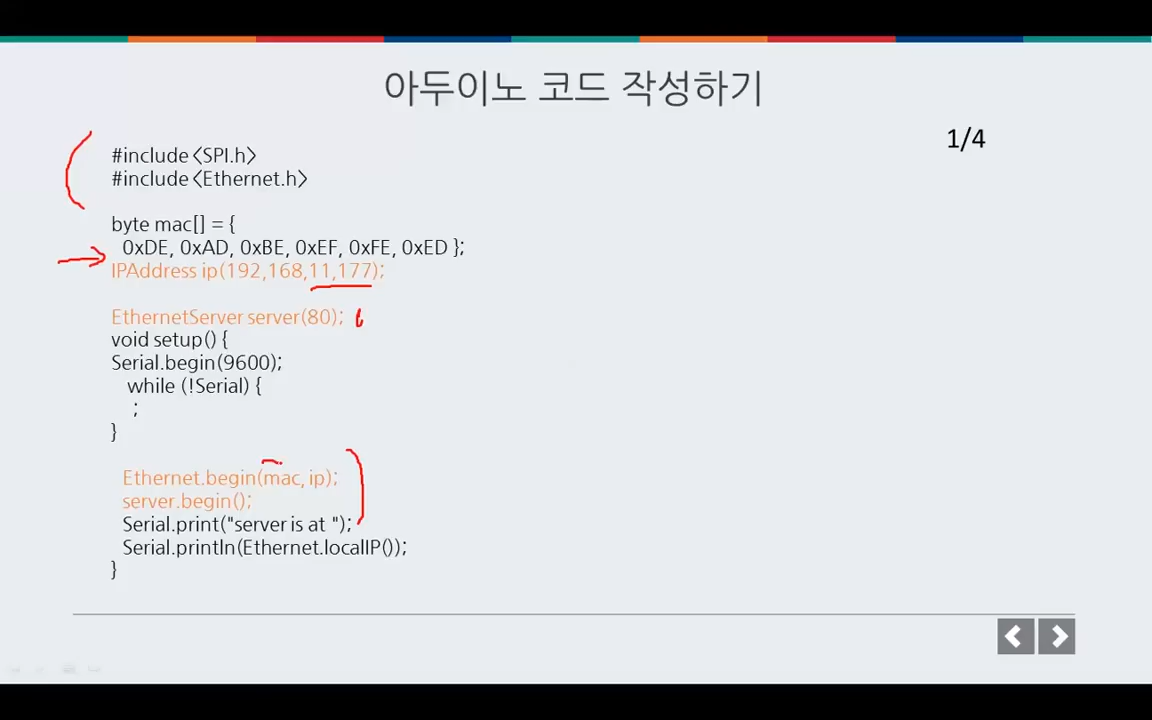 아두이노 코드 작성하기
1/4
#include <SPI.h>
#include <Ethernet.h>
byte mac[] = {
0xDE, 0xAD, 0xBE, 0xEF, 0xFE, 0xED };
IPAddress ip(192,168,11,177);
EthernetServer server(80);
void setup() {
Serial.begin(9600);
while (!Serial) {
;
}
Ethernet.begin(mac, ip);
server.begin();
Serial.print("server is at ");
Serial.println(Ethernet.localIP());
}